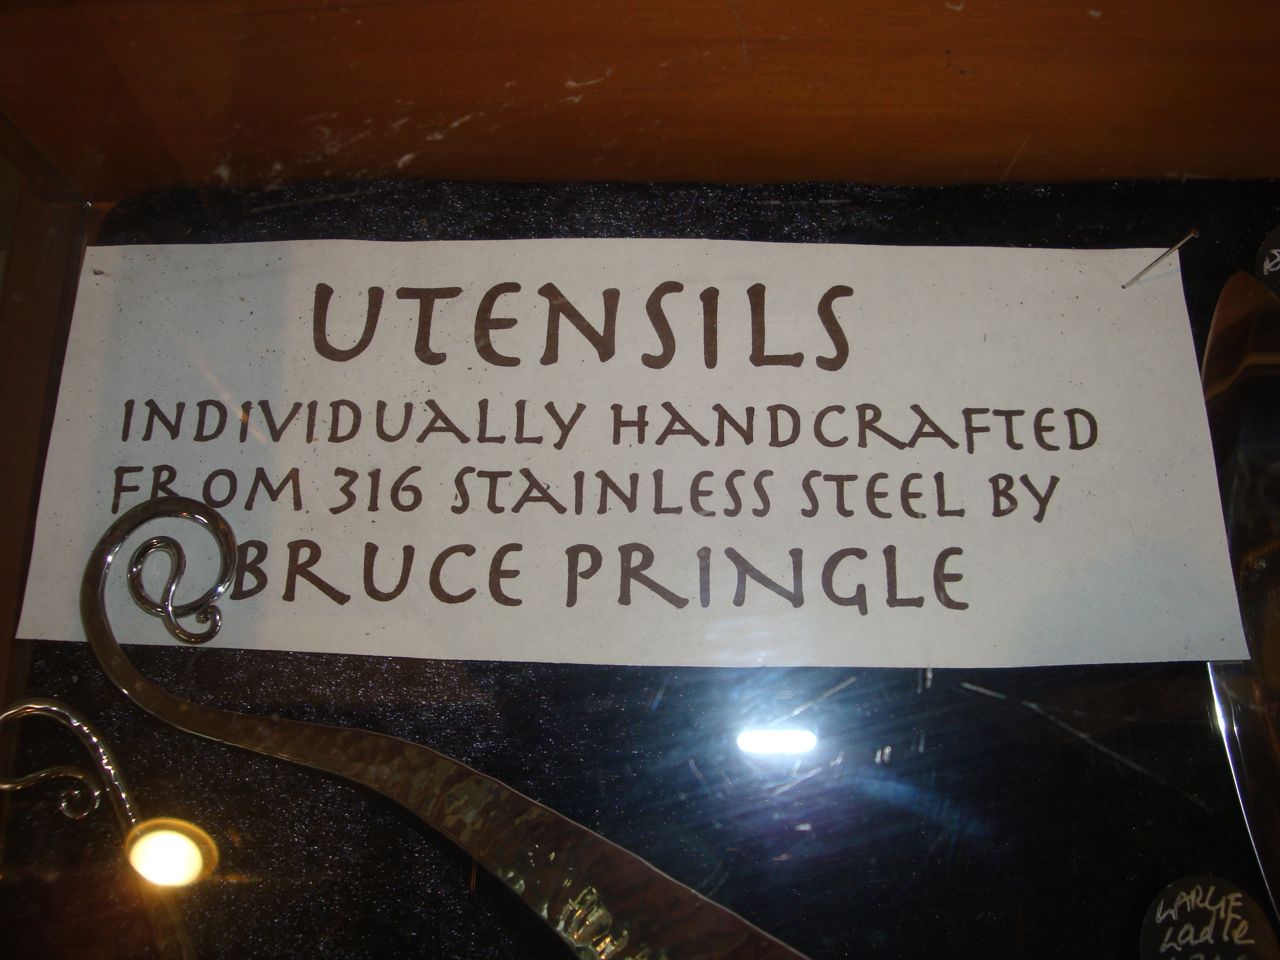 UTENSILS
INDIVIDUALLY HANDCRAFTED
FROM 316 STAINLESS STEEL BY
BRUCE PRINGLE
LARGE
Ladle